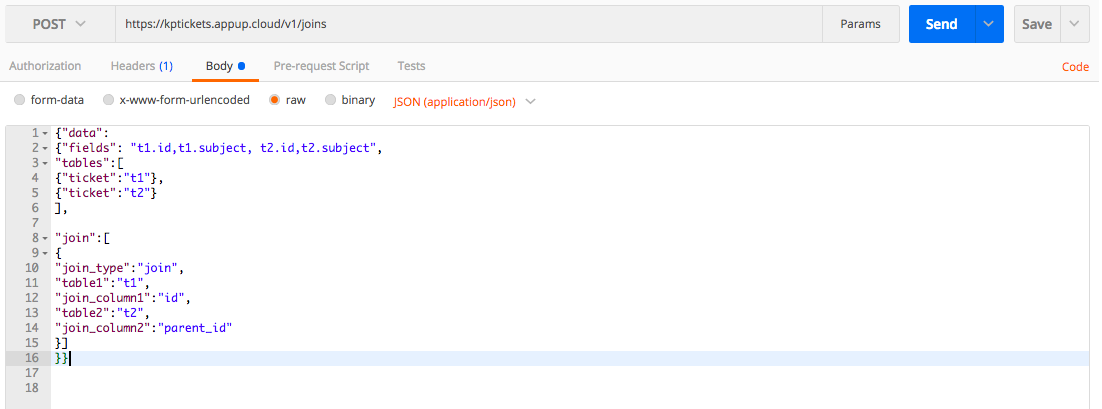 POST https://kptickets.appup.cloud/v1/joins Params Send Save
Authorization Headers (1) Body Pre-request Script Tests Code
form-data x-www-form-urlencoded raw binary JSON (application/json)
1 {"data":
2 {"fields": "t1.id,t1.subject, t2.id,t2.subject",
3 "tables":[
4 {"ticket":"t1"},
5 {"ticket":"t2"}
6 ],
7
8 "join":[
9 {
10 "join_type":"join",
11 "table1":"t1",
12 "join_column1":"id",
13 "table2":"t2",
14 "join_column2":"parent_id"
15 }]
16 }}
17
18